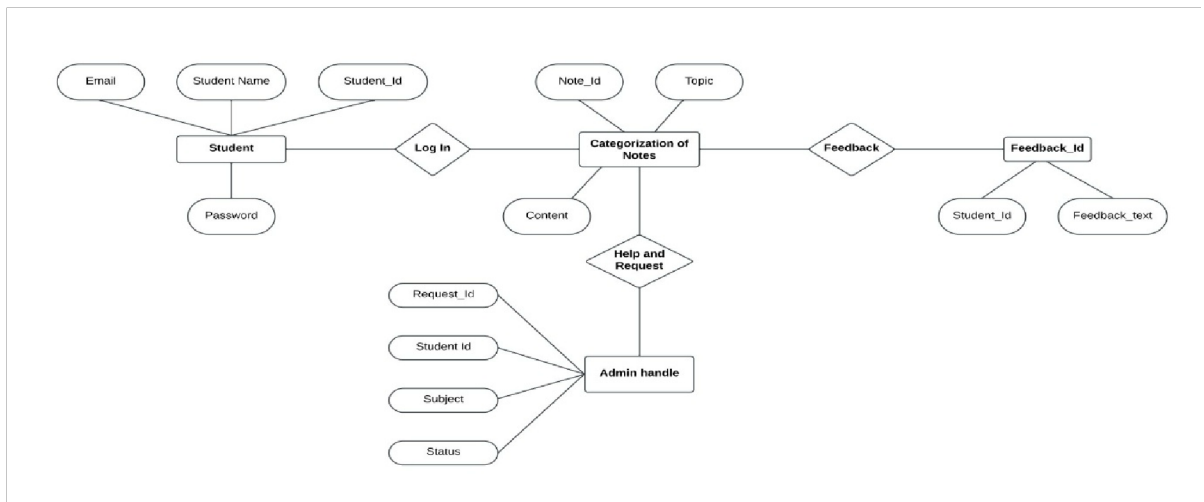 Email
Student Name
Student_Id
Note_Id
Topic
Student
Log In
Categorization of
Notes
Feedback
Feedback_Id
Password
Content
Student_Id
Feedback_text
Help and
Request
Request_Id
Student Id
Admin handle
Subject
Status